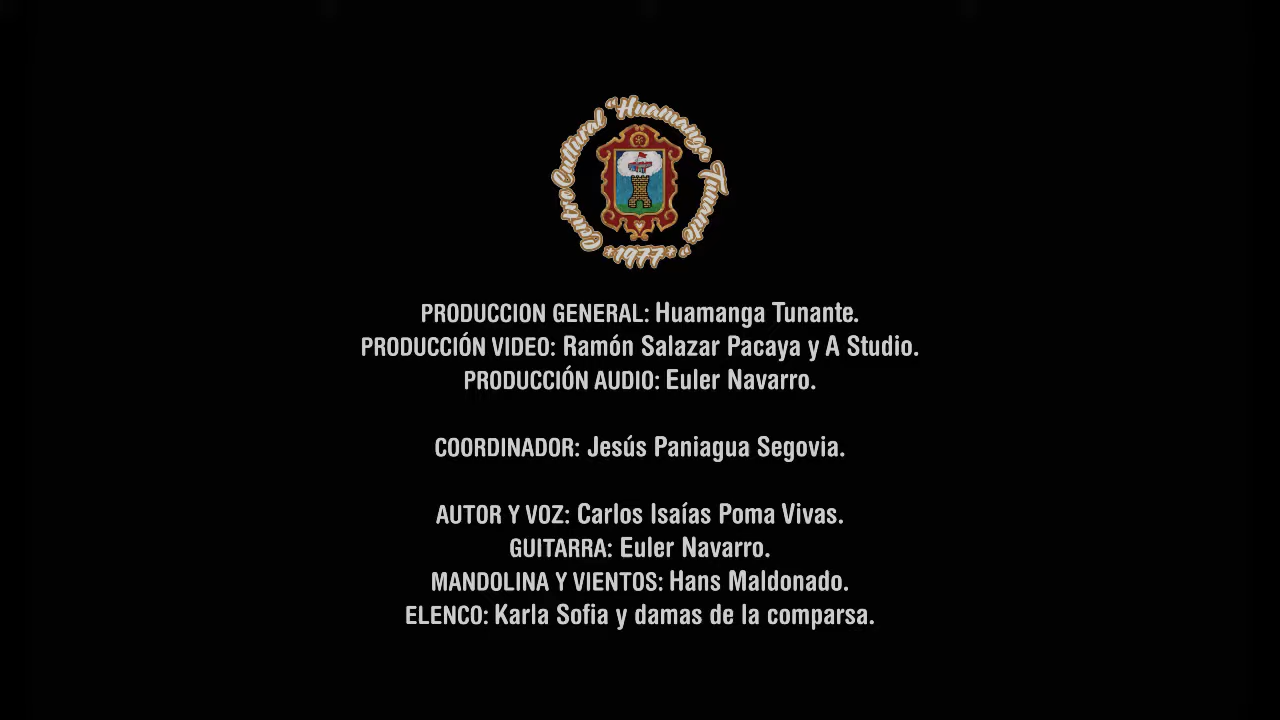 Centro Cultural "Huamanga Tunante"
*1977*
PRODUCCION GENERAL: Huamanga Tunante.
PRODUCCIÓN VIDEO: Ramón Salazar Pacaya y A Studio.
PRODUCCIÓN AUDIO: Euler Navarro.
COORDINADOR: Jesús Paniagua Segovia.
AUTOR Y VOZ: Carlos Isaías Poma Vivas.
GUITARRA: Euler Navarro.
MANDOLINA Y VIENTOS: Hans Maldonado.
ELENCO: Karla Sofia y damas de la comparsa.